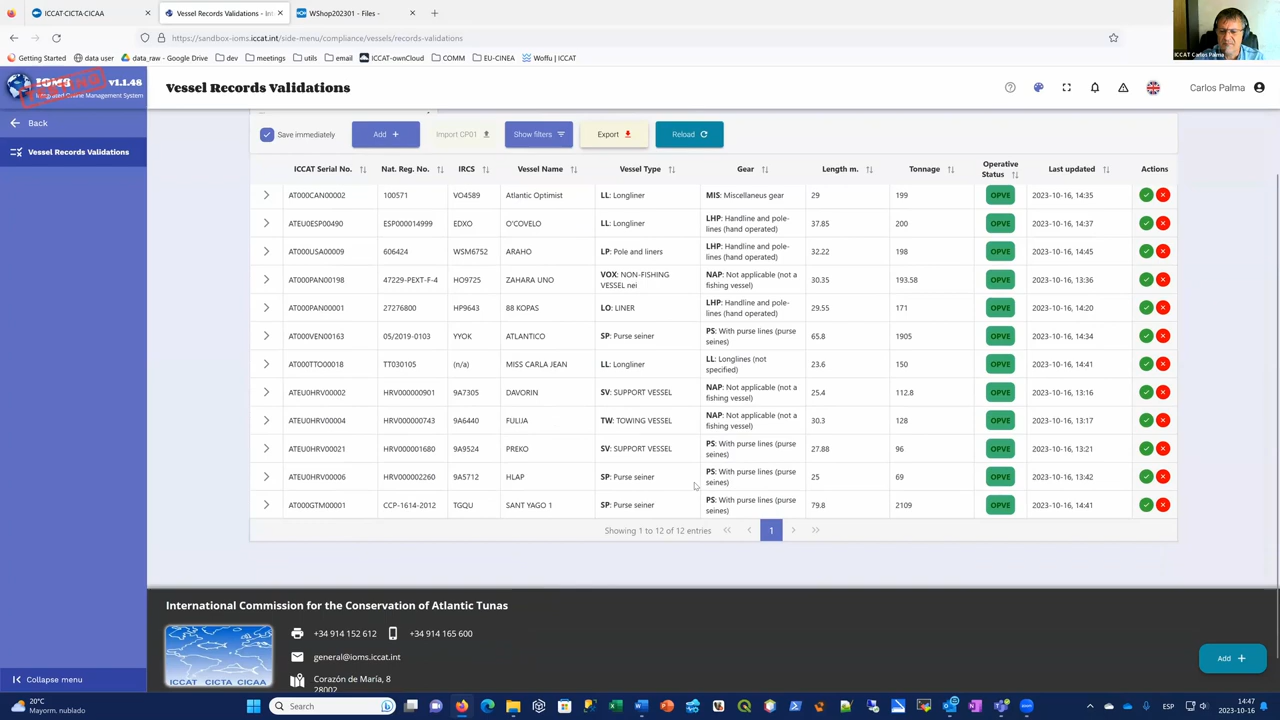 ICCAT·CICTA·CICAA
Vessel Records Validations - Int
WShop202301 - Files -
https://sandbox-ioms.iccat.int/side-menu/compliance/vessels/records-validations
Getting Started
data user
data_raw - Google Drive
dev
meetings
utils
email
ICCAT-ownCloud
COMM
EU-CINEA
Woffu | ICCAT
ICCAT Carlos Palma
IOMS v1.1.48
Integrated Online Management System
Vessel Records Validations
Carlos Palma
Back
Vessel Records Validations
Save immediately
Add +
Import CP01
Show filters
Export
Reload
ICCAT Serial No. Nat. Reg. No. IRCS Vessel Name Vessel Type Gear Length m. Tonnage Operative Status Last updated Actions
AT000CAN00002 100571 VO4589 Atlantic Optimist LL: Longliner MIS: Miscellaneus gear 29 199 OPVE 2023-10-16, 14:35
ATEU0ESP00490 ESP000014999 EDXO O'COVELO LL: Longliner LHP: Handline and pole-lines (hand operated) 37.85 200 OPVE 2023-10-16, 14:37
AT000USA00009 606424 WSM6752 ARAHO LP: Pole and liners LHP: Handline and pole-lines (hand operated) 32.22 198 OPVE 2023-10-16, 14:45
AT000PAN00198 47229-PEXT-F-4 HO9725 ZAHARA UNO VOX: NON-FISHING VESSEL nei NAP: Not applicable (not a fishing vessel) 30.35 193.58 OPVE 2023-10-16, 13:36
AT000PAN00001 27276800 HP9643 88 KOPAS LO: LINER LHP: Handline and pole-lines (hand operated) 29.55 171 OPVE 2023-10-16, 14:20
AT000VEN00163 05/2019-0103 YYOK ATLANTICO SP: Purse seiner PS: With purse lines (purse seines) 65.8 1905 OPVE 2023-10-16, 14:34
AT000TTO00018 TT030105 (n/a) MISS CARLA JEAN LL: Longliner LL: Longlines (not specified) 23.6 150 OPVE 2023-10-16, 14:41
ATEU0HRV00002 HRV000000901 9A7305 DAVORIN SV: SUPPORT VESSEL NAP: Not applicable (not a fishing vessel) 25.4 112.8 OPVE 2023-10-16, 13:16
ATEU0HRV00004 HRV000000743 9A6440 FULIJA TW: TOWING VESSEL NAP: Not applicable (not a fishing vessel) 30.3 128 OPVE 2023-10-16, 13:17
ATEU0HRV00021 HRV000001680 9A9524 PREKO SV: SUPPORT VESSEL PS: With purse lines (purse seines) 27.88 96 OPVE 2023-10-16, 13:21
ATEU0HRV00006 HRV000002260 9A5712 HLAP SP: Purse seiner PS: With purse lines (purse seines) 25 69 OPVE 2023-10-16, 13:42
AT000GTM00001 CCP-1614-2012 TGQU SANT YAGO 1 SP: Purse seiner PS: With purse lines (purse seines) 79.8 2109 OPVE 2023-10-16, 14:41
Showing 1 to 12 of 12 entries
1
International Commission for the Conservation of Atlantic Tunas
+34 914 152 612
+34 914 165 600
general@ioms.iccat.int
Corazón de María, 8
28002
ICCAT CICTA CICAA
Add +
Collapse menu
20°C
Mayorm. nublado
Search
ESP
14:47
2023-10-16